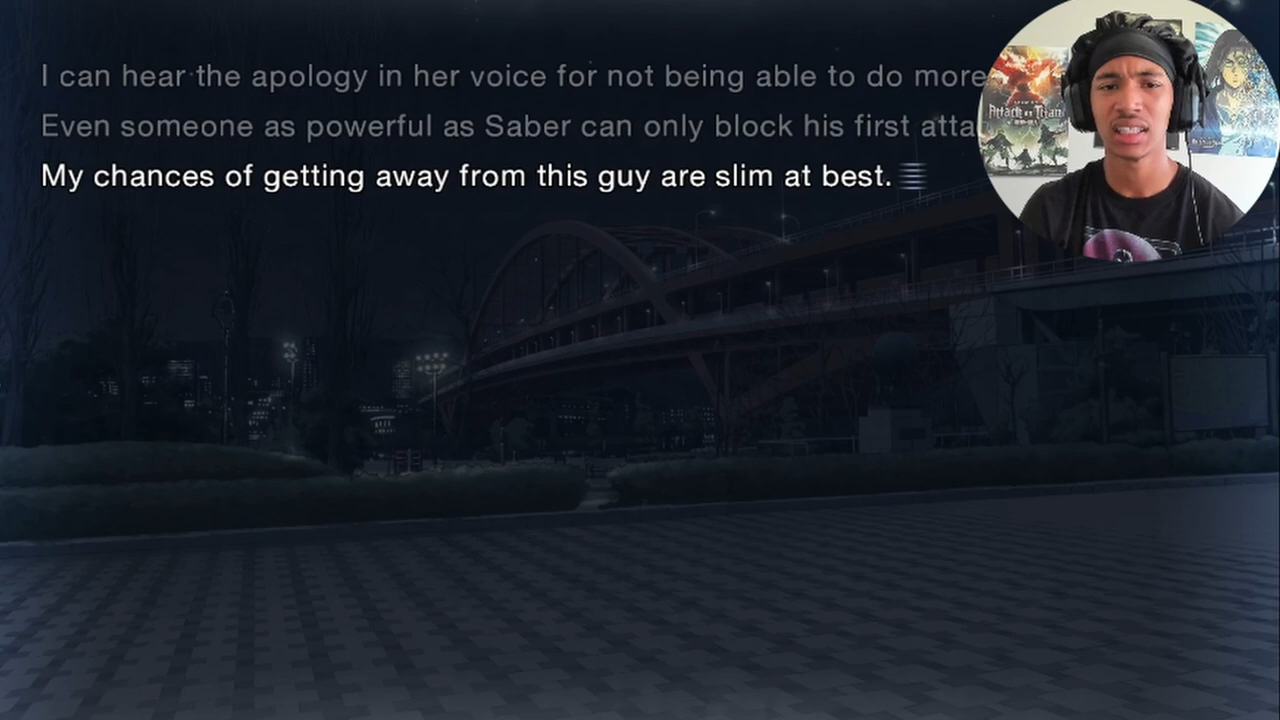 I can hear the apology in her voice for not being able to do more
Even someone as powerful as Saber can only block his first
My chances of getting away from this guy are slim at best.
Attack on Titan